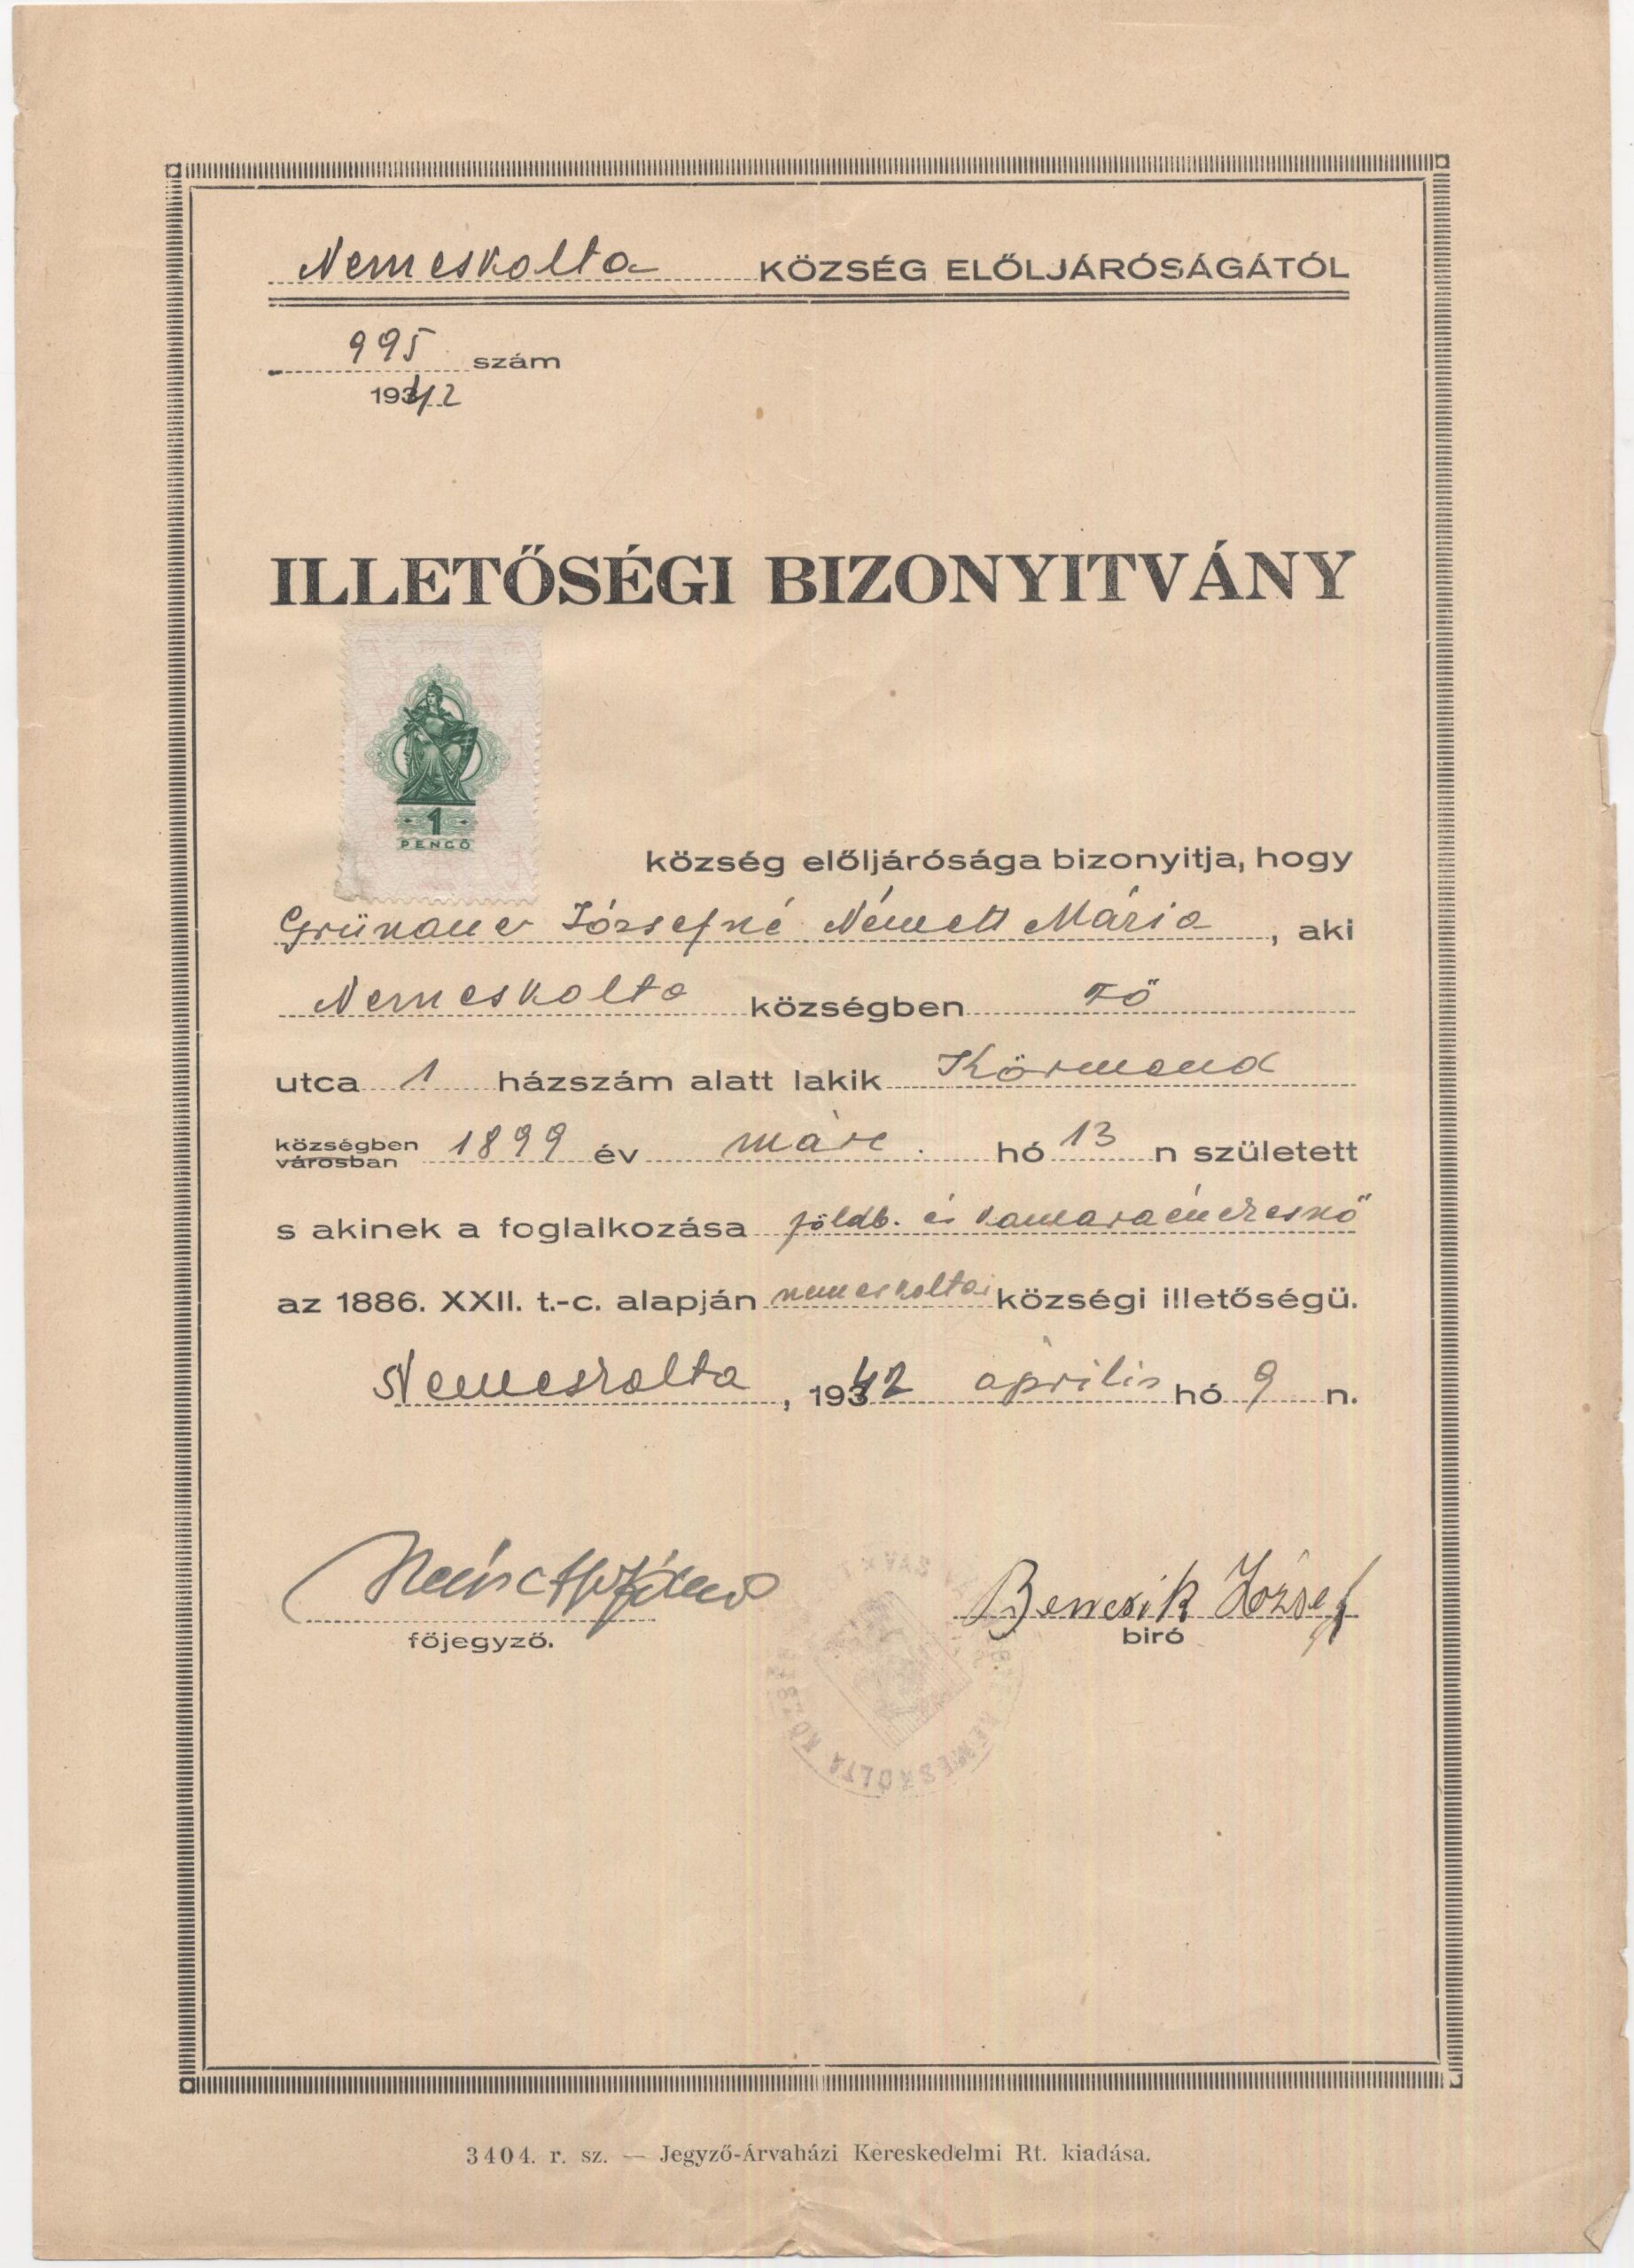 Nemeskolta KÖZSÉG ELŐLJÁRÓSÁGÁTÓL
995 szám
1942
ILLETŐSÉGI BIZONYITVÁNY
1
PENGŐ
község előljárósága bizonyitja, hogy
Grünauer Józsefné Németh Mária, aki
Nemeskolta községben Fő
utca 1 házszám alatt lakik Körmend
községben
városban 1899 év márc. hó 13 n született
s akinek a foglalkozása földb. és
az 1886. XXII. t.-c. alapján nemeskoltai községi illetőségü.
Nemeskolta, 1942 április hó 9 n.
Bencsik József
főjegyző.
biró
NEMESKOLTA KÖZSÉG
3404. r. sz. — Jegyző-Árvaházi Kereskedelmi Rt. kiadása.